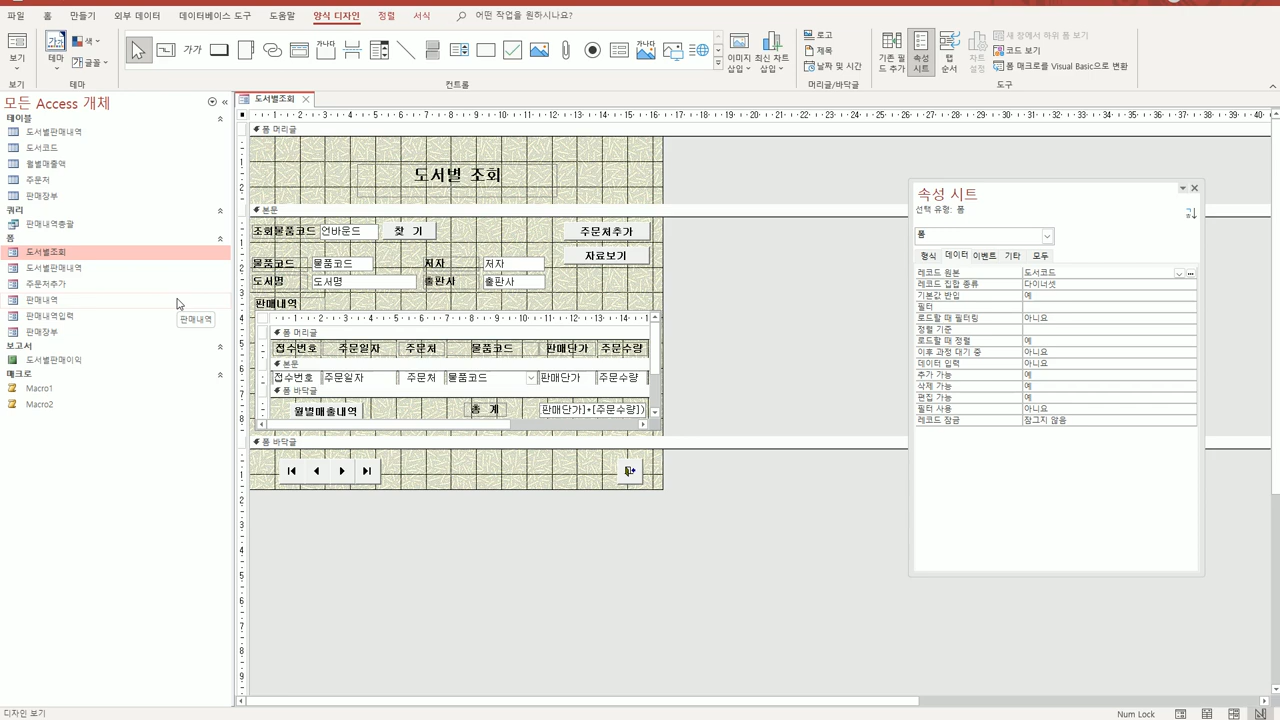 파일 홈 만들기 외부 데이터 데이터베이스 도구 도움말 양식 디자인 정렬 서식 어떤 작업을 원하시나요?
보기
보기
가가 테마
색
글꼴
테마
가가 가나다 가나다
컨트롤
이미지 삽입
최신 차트 삽입
로고
제목
날짜 및 시간
머리글/바닥글
기존 필드 추가
속성 시트
탭 순서
차트 설정
새 창에서 하위 폼 보기
코드 보기
폼 매크로를 Visual Basic으로 변환
도구
모든 Access 개체
테이블
도서별판매내역
도서코드
월별매출액
주문처
판매장부
쿼리
판매내역총괄
폼
도서별조회
도서별판매내역
주문처추가
판매내역
판매내역
판매내역입력
판매장부
보고서
도서별판매이익
매크로
Macro1
Macro2
도서별조회
폼 머리글
도서별 조회
본문
조회물품코드 언바운드 찾 기 주문처추가
자료보기
물품코드 물품코드 저자 저자
도서명 도서명 출판사 출판사
판매내역
폼 머리글
접수번호 주문일자 주문처 물품코드 판매단가 주문수량
본문
접수번호 주문일자 주문처 물품코드 판매단가 주문수량
폼 바닥글
월별매출내역 총 계 판매단가]*[주문수량])
폼 바닥글
속성 시트
선택 유형: 폼
폼
형식 데이터 이벤트 기타 모두
레코드 원본 도서코드
레코드 집합 종류 다이너셋
기본값 반입 예
필터
로드할 때 필터링 아니요
정렬 기준
로드할 때 정렬 예
이후 과정 대기 중 아니요
데이터 입력 아니요
추가 가능 예
삭제 가능 예
편집 가능 예
필터 사용 아니요
레코드 잠금 잠그지 않음
디자인 보기 Num Lock